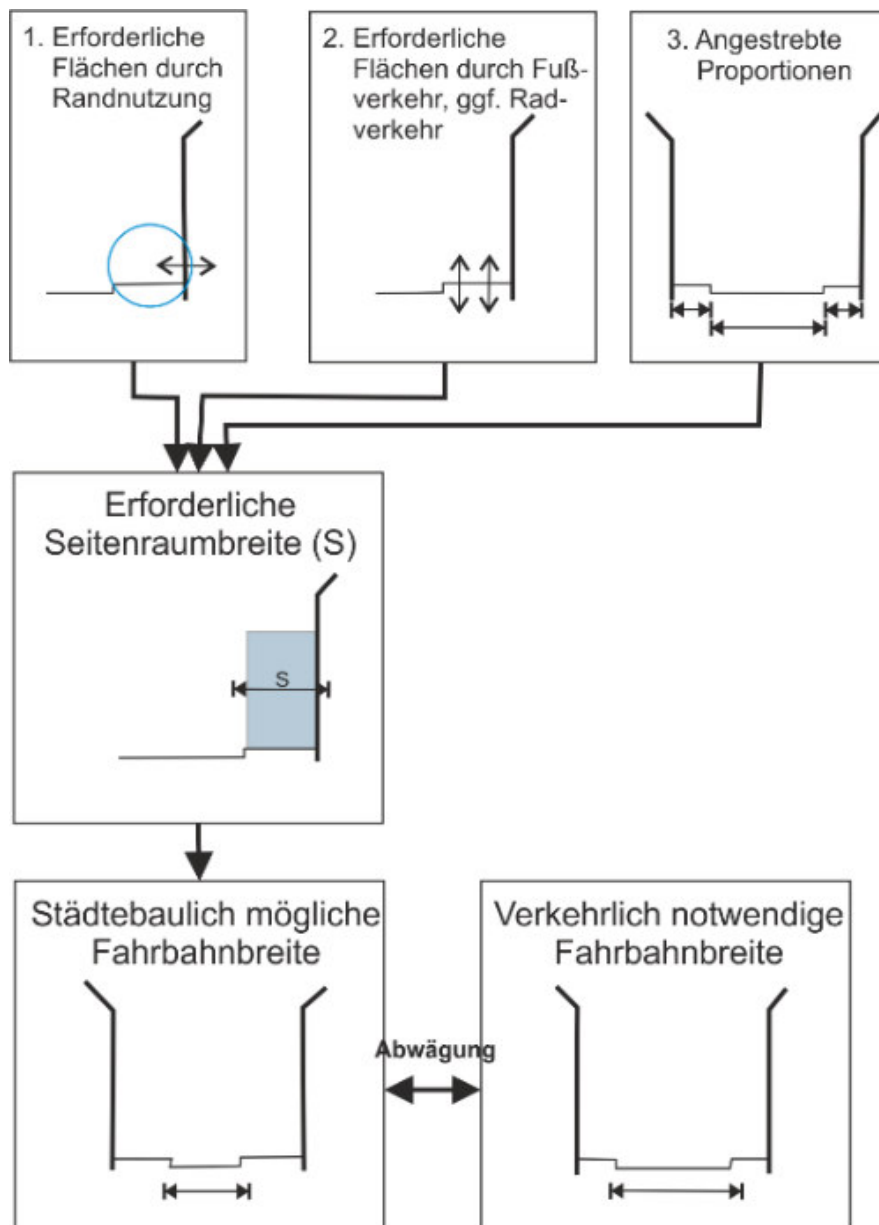 1. Erforderliche
Flächen durch
Randnutzung
2. Erforderliche
Flächen durch Fuß-
verkehr, ggf. Rad-
verkehr
3. Angestrebte
Proportionen
Erforderliche
Seitenraumbreite (S)
S
Städtebaulich mögliche
Fahrbahnbreite
Abwägung
Verkehrlich notwendige
Fahrbahnbreite